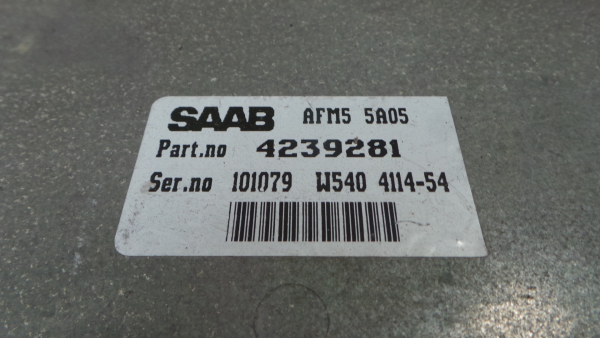 SAAB AFM5 5A05
Part.no 4239281
Ser.no 101079 W540 4114-54